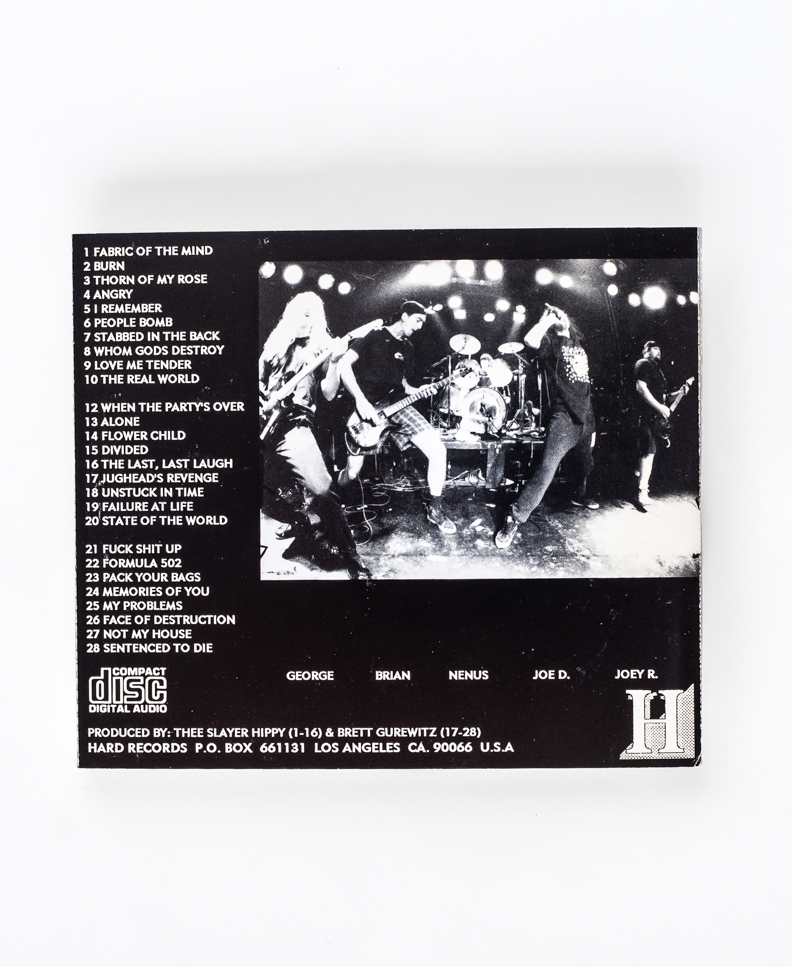 1 FABRIC OF THE MIND
2 BURN
3 THORN OF MY ROSE
4 ANGRY
5 I REMEMBER
6 PEOPLE BOMB
7 STABBED IN THE BACK
8 WHOM GODS DESTROY
9 LOVE ME TENDER
10 THE REAL WORLD
12 WHEN THE PARTY'S OVER
13 ALONE
14 FLOWER CHILD
15 DIVIDED
16 THE LAST, LAST LAUGH
17 JUGHEAD'S REVENGE
18 UNSTUCK IN TIME
19 FAILURE AT LIFE
20 STATE OF THE WORLD
21 FUCK SHIT UP
22 FORMULA 502
23 PACK YOUR BAGS
24 MEMORIES OF YOU
25 MY PROBLEMS
26 FACE OF DESTRUCTION
27 NOT MY HOUSE
28 SENTENCED TO DIE
GEORGE BRIAN NENUS JOE D. JOEY R.
COMPACT
disc
DIGITAL AUDIO
H
PRODUCED BY: THEE SLAYER HIPPY (1-16) & BRETT GUREWITZ (17-28)
HARD RECORDS P.O. BOX 661131 LOS ANGELES CA. 90066 U.S.A